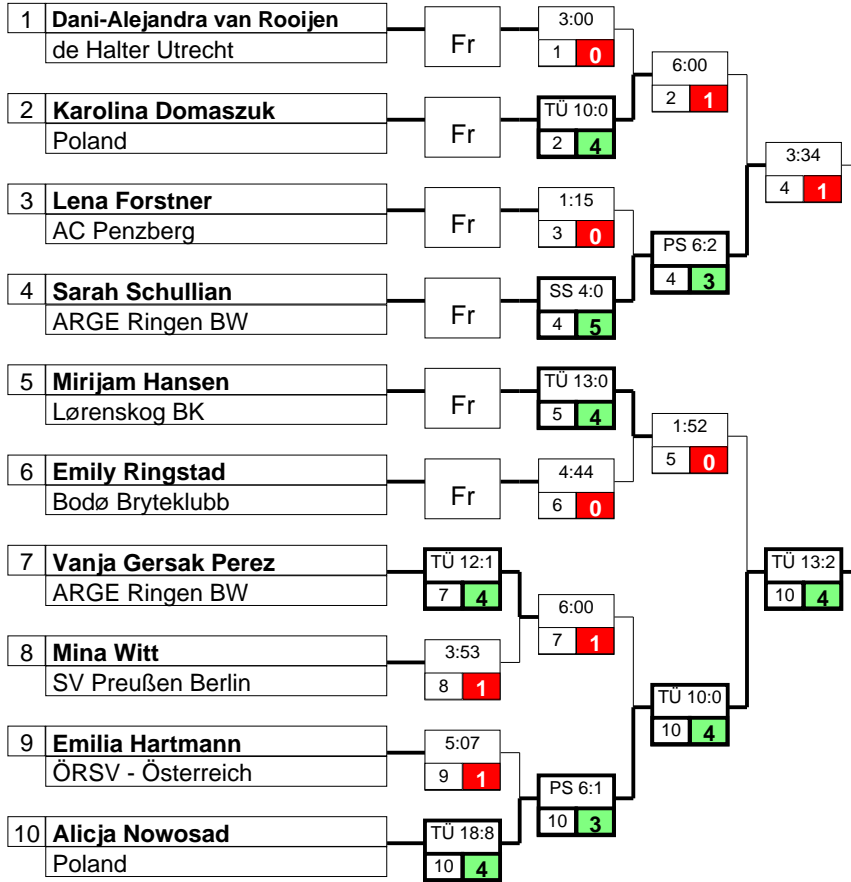 1 Dani-Alejandra van Rooijen
de Halter Utrecht
Fr
3:00
1 0
6:00
2 1
2 Karolina Domaszuk
Poland
Fr
TÜ 10:0
2 4
3:34
4 1
3 Lena Forstner
AC Penzberg
Fr
1:15
3 0
PS 6:2
4 3
4 Sarah Schullian
ARGE Ringen BW
Fr
SS 4:0
4 5
5 Mirijam Hansen
Lørenskog BK
Fr
TÜ 13:0
5 4
1:52
5 0
6 Emily Ringstad
Bodø Bryteklubb
Fr
4:44
6 0
7 Vanja Gersak Perez
ARGE Ringen BW
TÜ 12:1
7 4
TÜ 13:2
10 4
6:00
7 1
8 Mina Witt
SV Preußen Berlin
3:53
8 1
TÜ 10:0
10 4
9 Emilia Hartmann
ÖRSV - Österreich
5:07
9 1
PS 6:1
10 3
10 Alicja Nowosad
Poland
TÜ 18:8
10 4